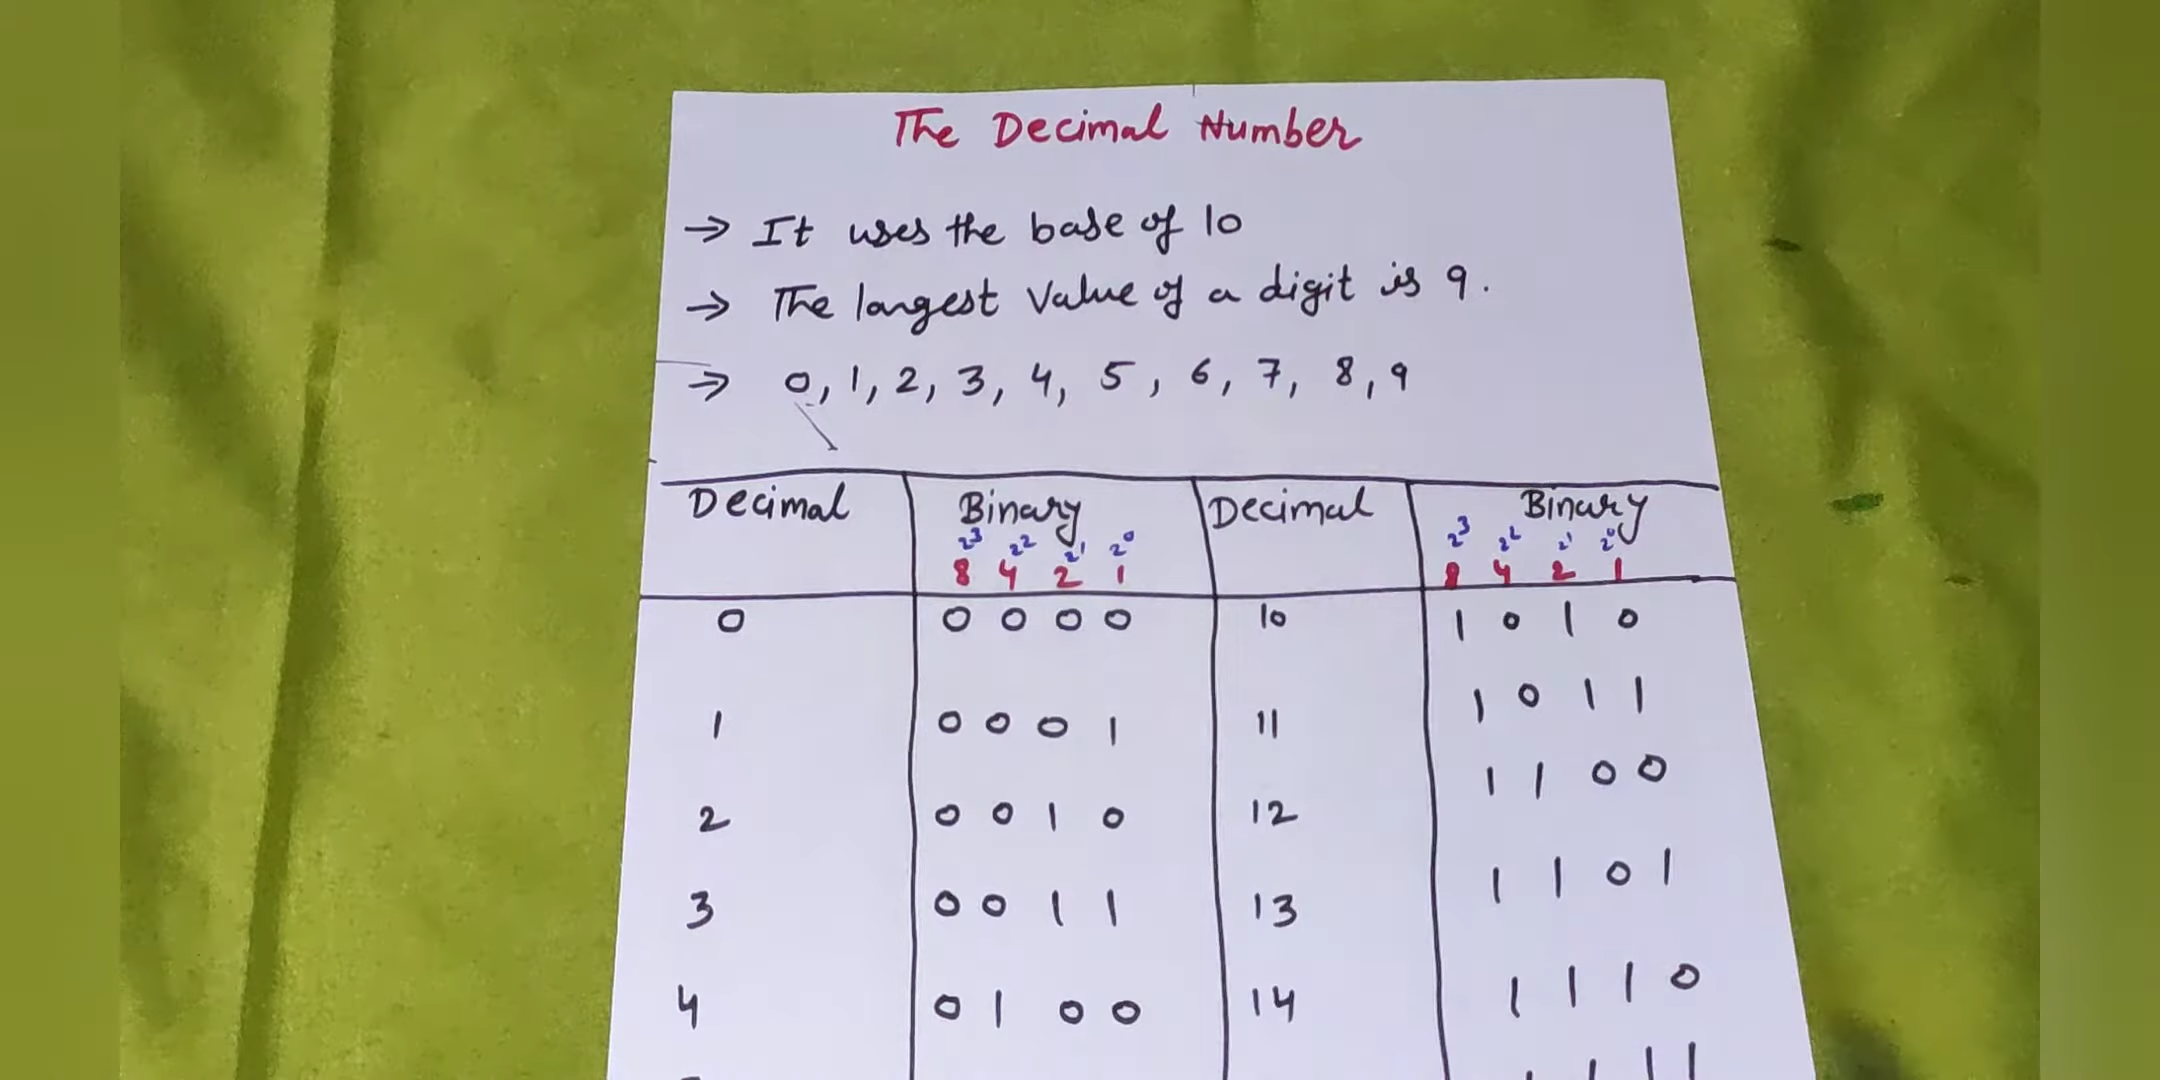 The Decimal Number
→ It uses the base of 10
→ The largest Value of a digit is 9.
→ 0, 1, 2, 3, 4, 5, 6, 7, 8, 9
Decimal Binary Decimal Binary
2³ 2² 2¹ 2⁰ 2³ 2² 2¹ 2⁰
8 4 2 1 8 4 2 1
0 0 0 0 0 10 1 0 1 0
1 0 0 0 1 11 1 0 1 1
2 0 0 1 0 12 1 1 0 0
3 0 0 1 1 13 1 1 0 1
4 0 1 0 0 14 1 1 1 0
1 1 1 1